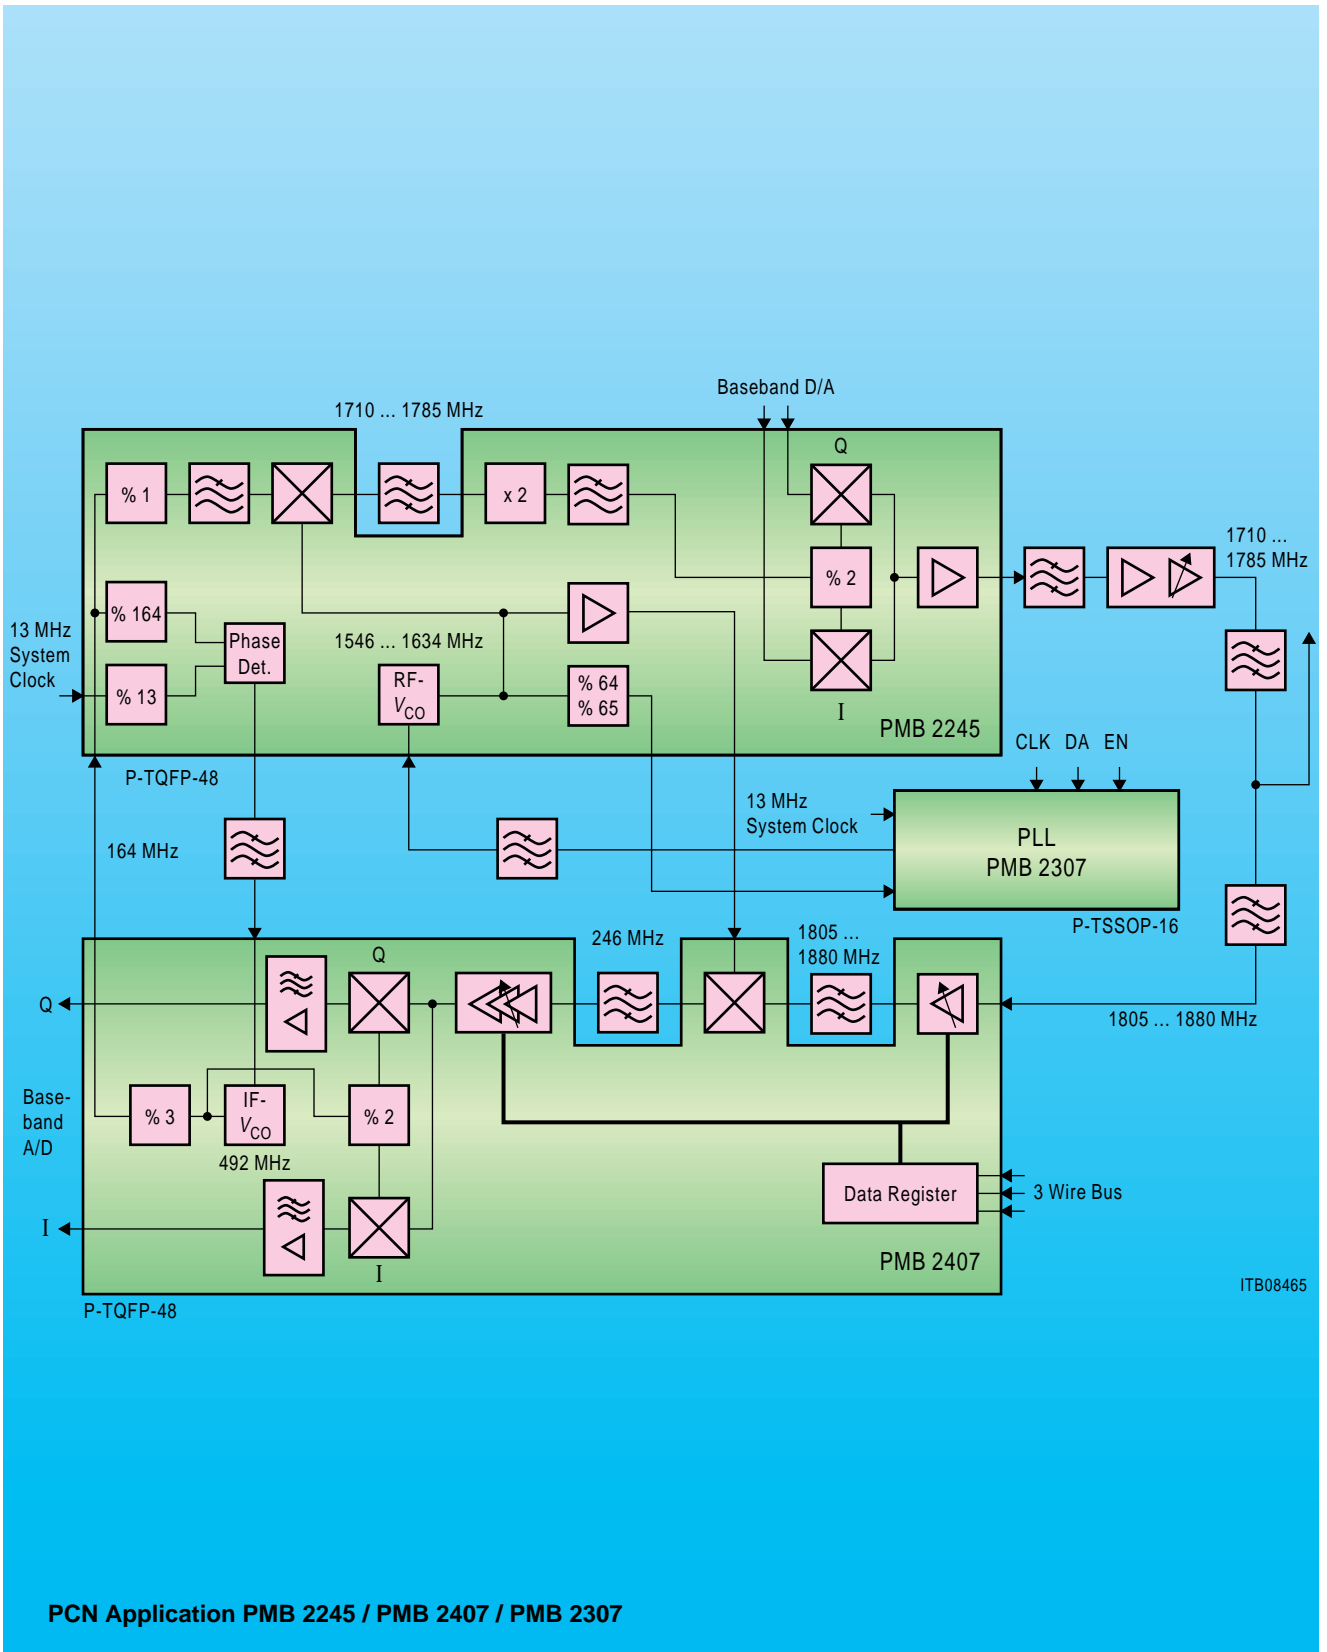 Baseband D/A
1710 ... 1785 MHz
Q
% 1
x 2
1710 ...
1785 MHz
% 2
% 164
13 MHz
System
Clock
Phase
Det.
1546 ... 1634 MHz
% 13
RF-
VCO
% 64
% 65
I
PMB 2245
CLK DA EN
P-TQFP-48
13 MHz
System Clock
164 MHz
PLL
PMB 2307
P-TSSOP-16
246 MHz
1805 ...
1880 MHz
Q
Q
1805 ... 1880 MHz
Base-
band
A/D
% 3
IF-
VCO
% 2
492 MHz
Data Register
3 Wire Bus
I
I
PMB 2407
ITB08465
P-TQFP-48
PCN Application PMB 2245 / PMB 2407 / PMB 2307